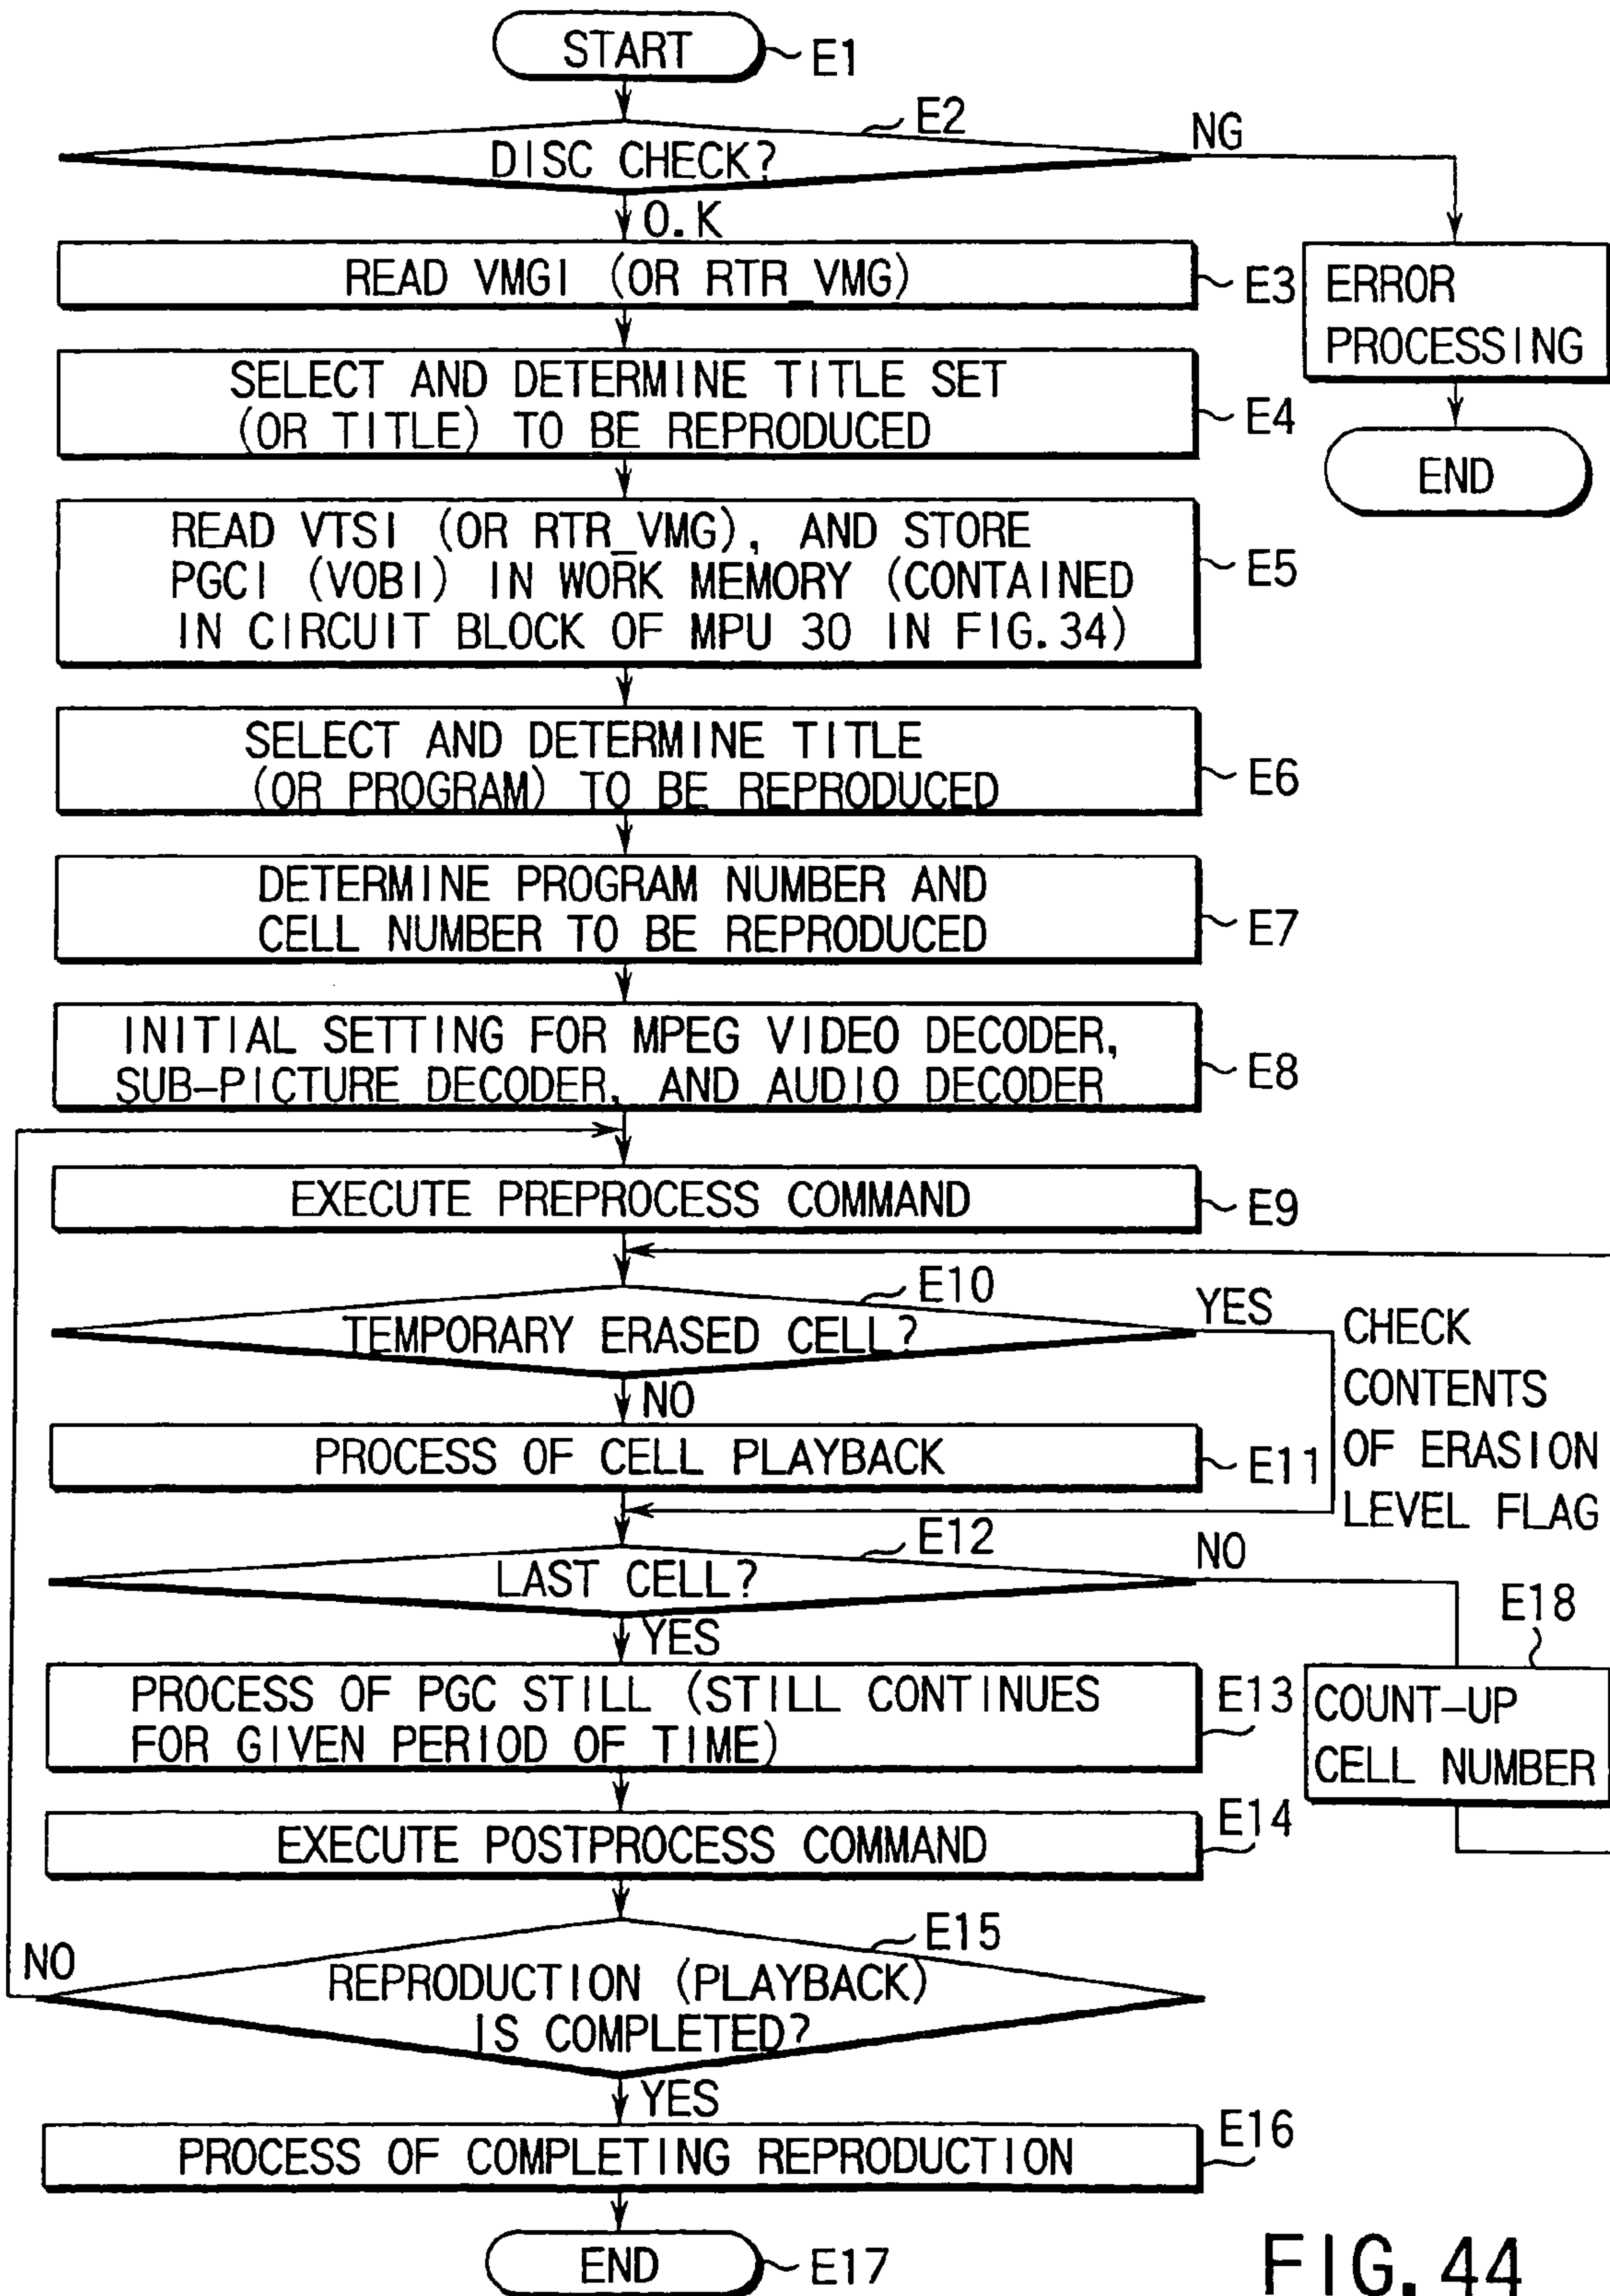 START
E1
E2
NG
DISC CHECK?
O.K
READ VMGI (OR RTR_VMG)
E3
ERROR
PROCESSING
END
SELECT AND DETERMINE TITLE SET
(OR TITLE) TO BE REPRODUCED
E4
READ VTSI (OR RTR_VMG), AND STORE
PGCI (VOBI) IN WORK MEMORY (CONTAINED
IN CIRCUIT BLOCK OF MPU 30 IN FIG.34)
E5
SELECT AND DETERMINE TITLE
(OR PROGRAM) TO BE REPRODUCED
E6
DETERMINE PROGRAM NUMBER AND
CELL NUMBER TO BE REPRODUCED
E7
INITIAL SETTING FOR MPEG VIDEO DECODER,
SUB-PICTURE DECODER, AND AUDIO DECODER
E8
EXECUTE PREPROCESS COMMAND
E9
E10
YES
TEMPORARY ERASED CELL?
NO
CHECK
CONTENTS
OF ERASION
LEVEL FLAG
PROCESS OF CELL PLAYBACK
E11
E12
NO
LAST CELL?
YES
E18
COUNT-UP
CELL NUMBER
PROCESS OF PGC STILL (STILL CONTINUES
FOR GIVEN PERIOD OF TIME)
E13
EXECUTE POSTPROCESS COMMAND
E14
E15
NO
REPRODUCTION (PLAYBACK)
IS COMPLETED?
YES
PROCESS OF COMPLETING REPRODUCTION
E16
END
E17
FIG. 44